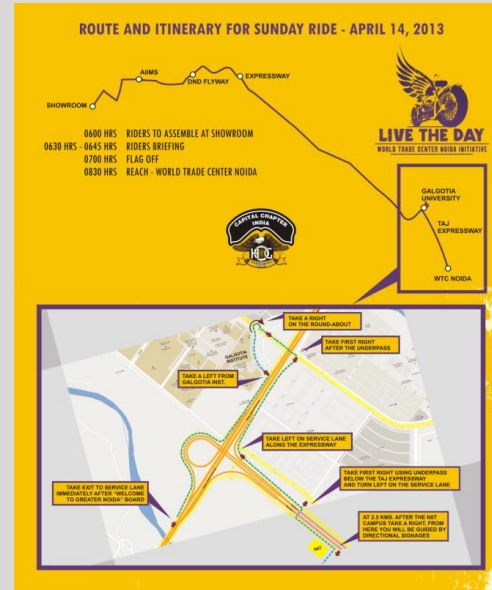 ROUTE AND ITINERARY FOR SUNDAY RIDE - APRIL 14, 2013
AIIMS
DND FLYWAY
EXPRESSWAY
SHOWROOM
0600 HRS RIDERS TO ASSEMBLE AT SHOWROOM
0630 HRS - 0645 HRS RIDERS BRIEFING
0700 HRS FLAG OFF
0830 HRS REACH - WORLD TRADE CENTER NOIDA
LIVE THE DAY
WORLD TRADE CENTER NOIDA INITIATIVE
GALGOTIA
UNIVERSITY
TAJ
EXPRESSWAY
WTC NOIDA
CAPITAL CHAPTER
INDIA
TAKE A RIGHT
ON THE ROUND-ABOUT
TAKE FIRST RIGHT
AFTER THE UNDERPASS
GALGOTIA
INSTITUTE
TAKE A LEFT FROM
GALGOTIA INST.
TAKE LEFT ON SERVICE LANE
ALONG THE EXPRESSWAY
TAKE EXIT TO SERVICE LANE
IMMEDIATELY AFTER "WELCOME
TO GREATER NOIDA" BOARD
TAKE FIRST RIGHT USING UNDERPASS
BELOW THE TAJ EXPRESSWAY
AND TURN LEFT ON THE SERVICE LANE
AT 2.5 KMS. AFTER THE NIIT
CAMPUS TAKE A RIGHT, FROM
HERE YOU WILL BE GUIDED BY
DIRECTIONAL SIGNAGES
NIIT